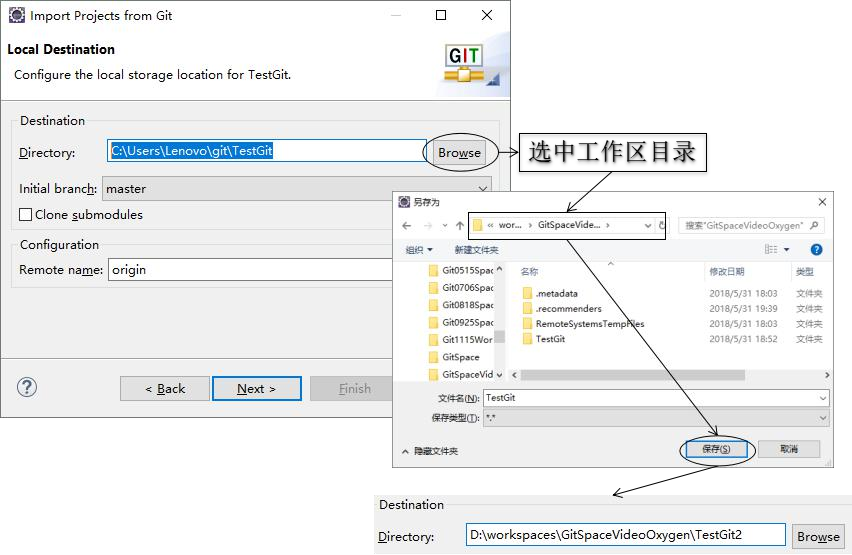 Import Projects from Git
Local Destination
Configure the local storage location for TestGit.
GIT
Destination
Directory: C:\Users\Lenovo\git\TestGit Browse
选中工作区目录
Initial branch: master
Clone submodules
Configuration
Remote name: origin
< Back Next > Finish
另存为
« wor... › GitSpaceVide... ›
搜索"GitSpaceVideoOxygen"
组织 新建文件夹
名称 修改日期 类型
Git0515Spac
Git0706Spac
Git0818Spac
Git0925Spac
Git1115Wor
GitSpace
GitSpaceVid
.metadata 2018/5/31 18:03 文件夹
.recommenders 2018/5/31 19:39 文件夹
RemoteSystemsTempFiles 2018/5/31 18:03 文件夹
TestGit 2018/5/31 18:52 文件夹
文件名(N): TestGit
保存类型(T): *.*
隐藏文件夹 保存(S) 取消
Destination
Directory: D:\workspaces\GitSpaceVideoOxygen\TestGit2 Browse